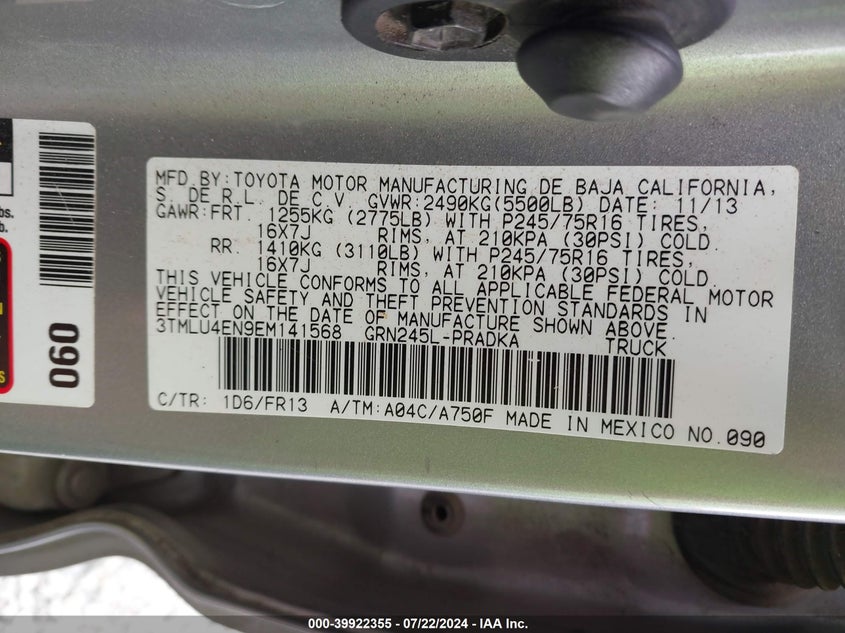 MFD.BY:TOYOTA MOTOR MANUFACTURING DE BAJA CALIFORNIA,
S. DE R.L. DE C.V. GVWR:2490KG(5500LB) DATE: 11/13
GAWR:FRT. 1255KG (2775LB) WITH P245/75R16 TIRES,
16X7J RIMS, AT 210KPA (30PSI) COLD.
RR. 1410KG (3110LB) WITH P245/75R16 TIRES,
16X7J RIMS, AT 210KPA (30PSI) COLD.
THIS VEHICLE CONFORMS TO ALL APPLICABLE FEDERAL MOTOR
VEHICLE SAFETY AND THEFT PREVENTION STANDARDS IN
EFFECT ON THE DATE OF MANUFACTURE SHOWN ABOVE.
3TMLU4EN9EM141568 GRN245L-PRADKA TRUCK
C/TR: 1D6/FR13 A/TM:A04C/A750F MADE IN MEXICO NO.090
060
bs.
b.
S
000-39922355 - 07/22/2024 - IAA Inc.